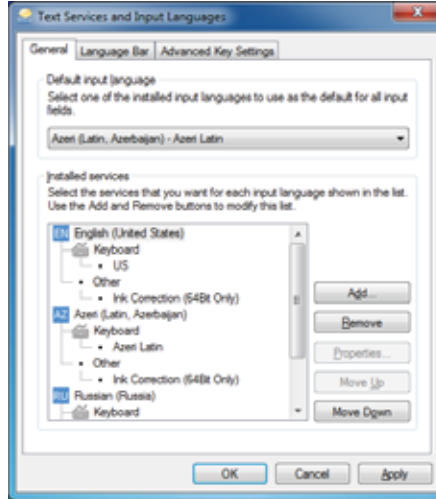 Text Services and Input Languages
General
Language Bar
Advanced Key Settings
Default input language
Select one of the installed input languages to use as the default for all input
fields.
Azeri (Latin, Azerbaijan) - Azeri Latin
Installed services
Select the services that you want for each input language shown in the list.
Use the Add and Remove buttons to modify this list.
EN English (United States)
Keyboard
• US
• Other
• Ink Correction (64Bit Only)
AZ Azeri (Latin, Azerbaijan)
Keyboard
• Azeri Latin
• Other
• Ink Correction (64Bit Only)
RU Russian (Russia)
Keyboard
Add...
Remove
Properties...
Move Up
Move Down
OK
Cancel
Apply